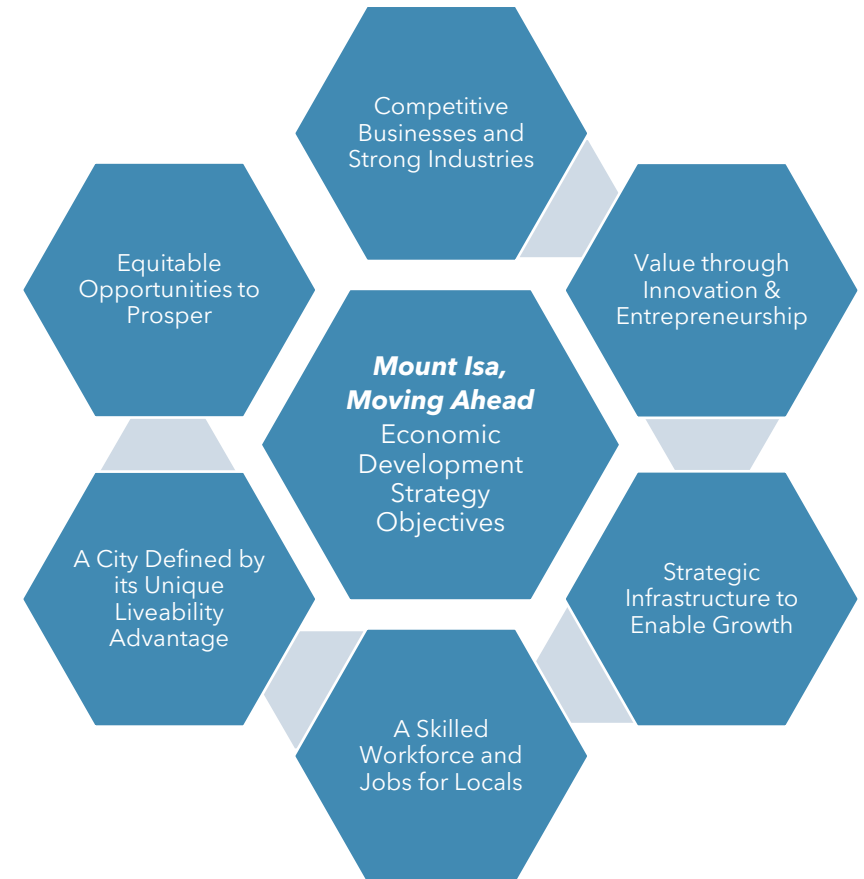 Competitive
Businesses and
Strong Industries
Value through
Innovation &
Entrepreneurship
Strategic
Infrastructure to
Enable Growth
A Skilled
Workforce and
Jobs for Locals
A City Defined by
its Unique
Liveability
Advantage
Equitable
Opportunities to
Prosper
Mount Isa,
Moving Ahead
Economic
Development
Strategy
Objectives